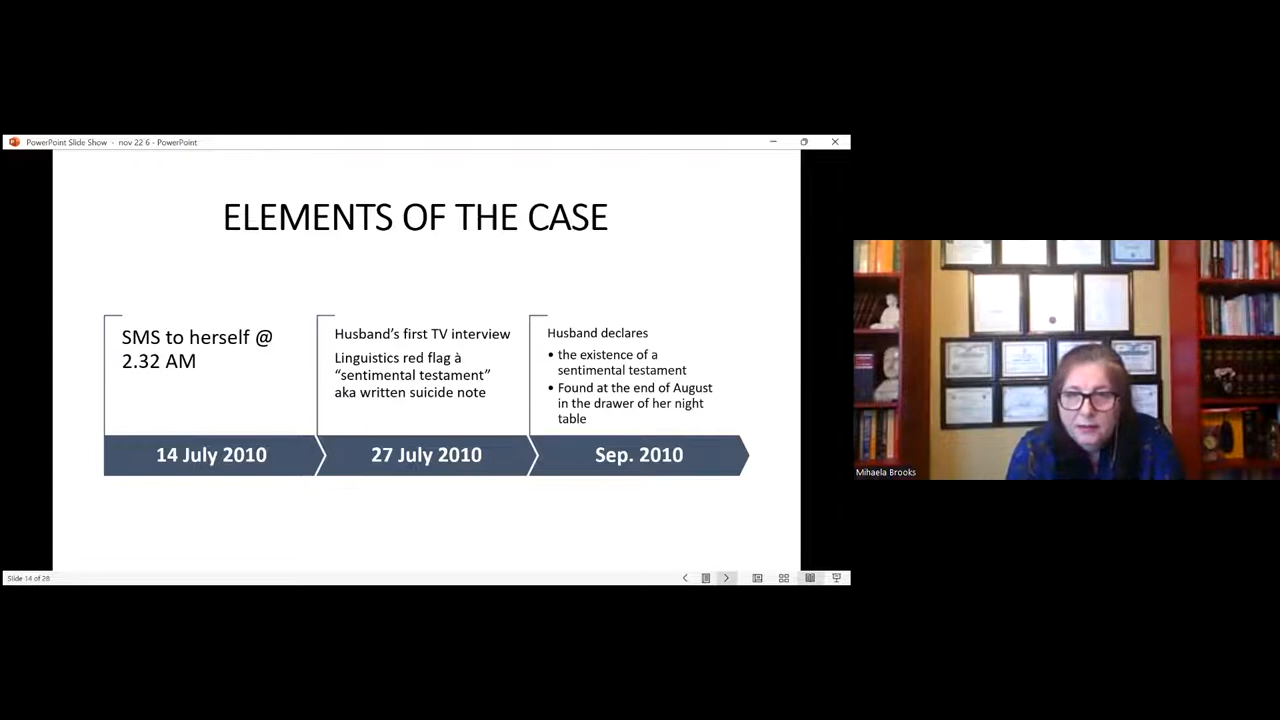 PowerPoint Slide Show - nov 22 6 - PowerPoint
ELEMENTS OF THE CASE
SMS to herself @
2.32 AM
Husband's first TV interview
Linguistics red flag à
“sentimental testament”
aka written suicide note
Husband declares
• the existence of a
sentimental testament
• Found at the end of August
in the drawer of her night
table
14 July 2010
27 July 2010
Sep. 2010
Mihaela Brooks
Slide 14 of 28